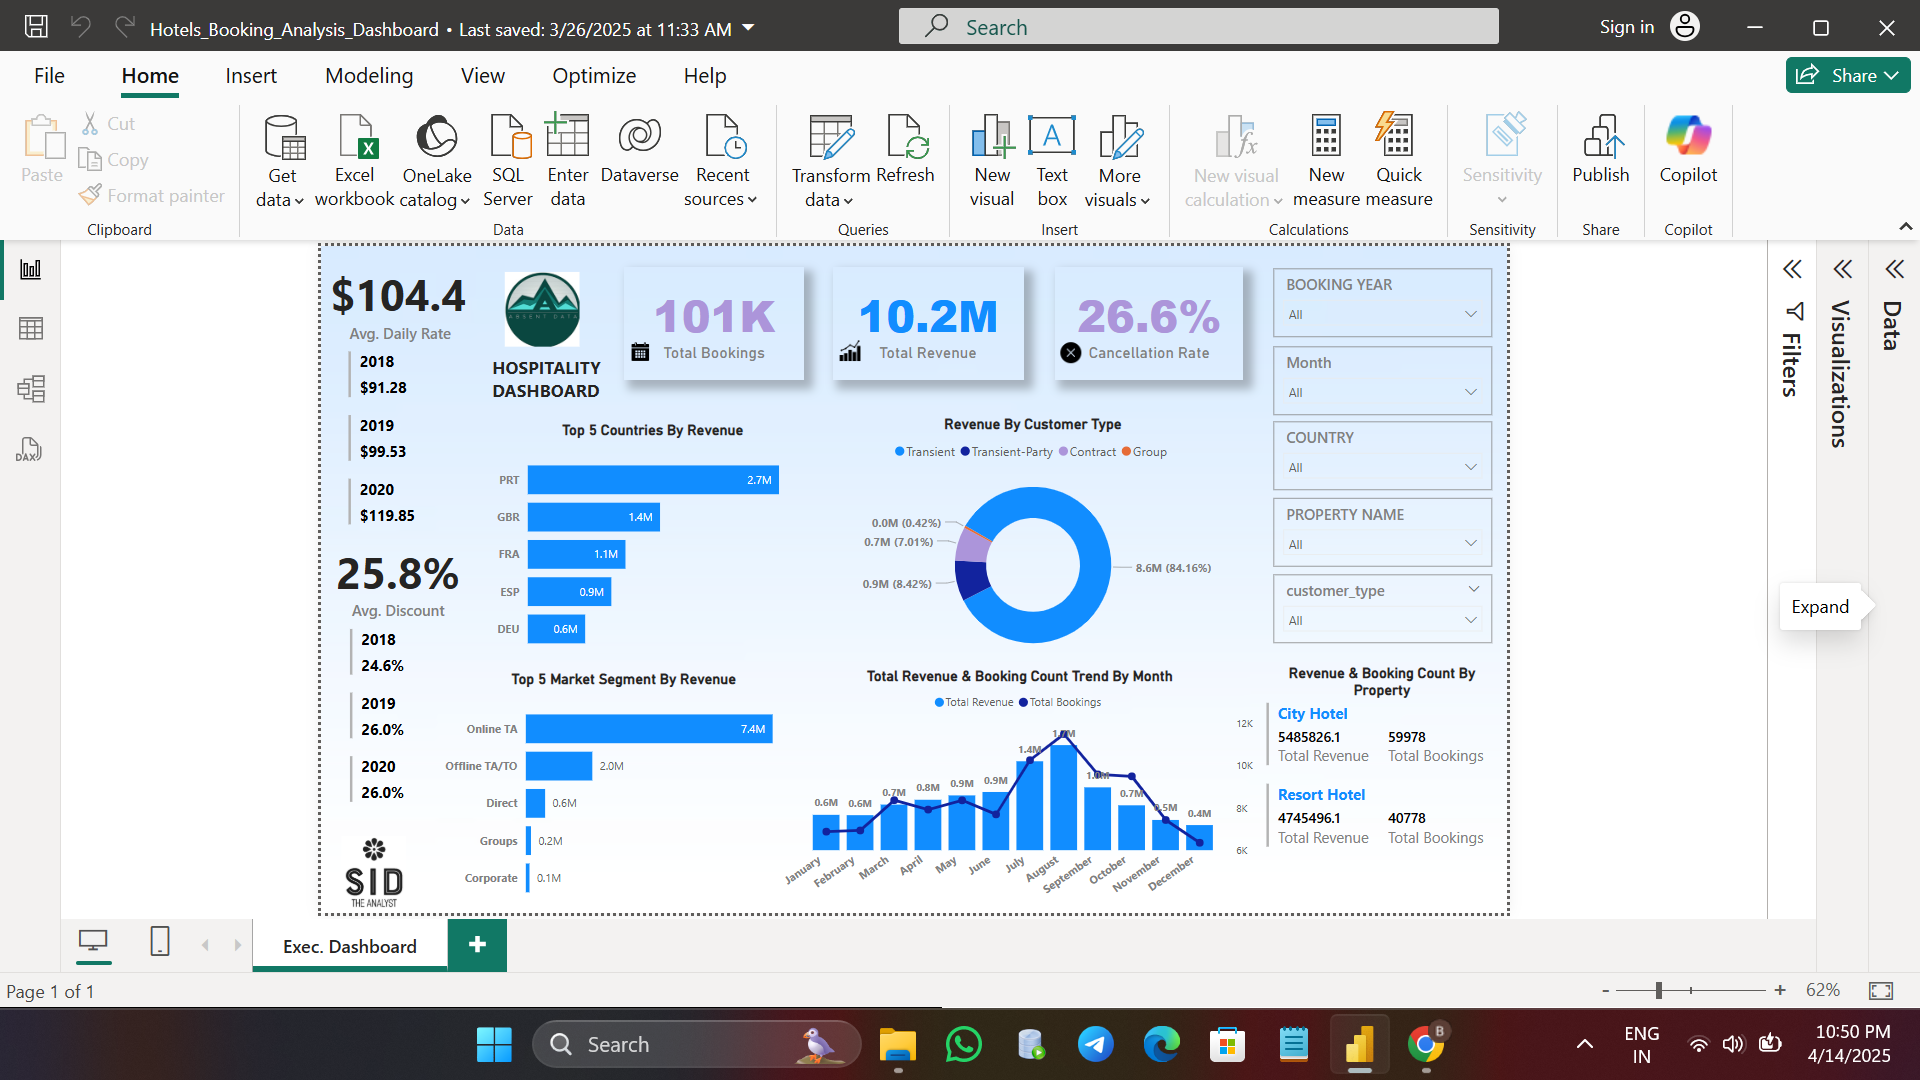 Hotels_Booking_Analysis_Dashboard • Last saved: 3/26/2025 at 11:33 AM
Search
Sign in
File Home Insert Modeling View Optimize Help
Share
Paste
Cut
Copy
Format painter
Clipboard
Get data
Excel workbook
OneLake catalog
SQL Server
Enter data
Dataverse
Recent sources
Data
Transform data
Refresh
Queries
New visual
Text box
More visuals
Insert
New visual calculation
New measure
Quick measure
Calculations
Sensitivity
Sensitivity
Publish
Share
Copilot
Copilot
DAX
$104.4
Avg. Daily Rate
2018
$91.28
2019
$99.53
2020
$119.85
25.8%
Avg. Discount
2018
24.6%
2019
26.0%
2020
26.0%
SID
THE ANALYST
ABSENT DATA
HOSPITALITY
DASHBOARD
101K
Total Bookings
10.2M
Total Revenue
26.6%
Cancellation Rate
Top 5 Countries By Revenue
PRT 2.7M
GBR 1.4M
FRA 1.1M
ESP 0.9M
DEU 0.6M
Revenue By Customer Type
Transient Transient-Party Contract Group
0.0M (0.42%)
0.7M (7.01%)
0.9M (8.42%)
8.6M (84.16%)
Top 5 Market Segment By Revenue
Online TA 7.4M
Offline TA/TO 2.0M
Direct 0.6M
Groups 0.2M
Corporate 0.1M
Total Revenue & Booking Count Trend By Month
Total Revenue Total Bookings
0.6M 0.6M 0.7M 0.8M 0.9M 0.9M 1.4M 1.0M 0.7M 0.5M 0.4M
12K
10K
8K
6K
January February March April May June July August September October November December
BOOKING YEAR
All
Month
All
COUNTRY
All
PROPERTY NAME
All
customer_type
All
Revenue & Booking Count By
Property
City Hotel
5485826.1 59978
Total Revenue Total Bookings
Resort Hotel
4745496.1 40778
Total Revenue Total Bookings
Filters
Visualizations
Data
Expand
Exec. Dashboard
Page 1 of 1
- + 62%
Search
B
ENG
IN
10:50 PM
4/14/2025